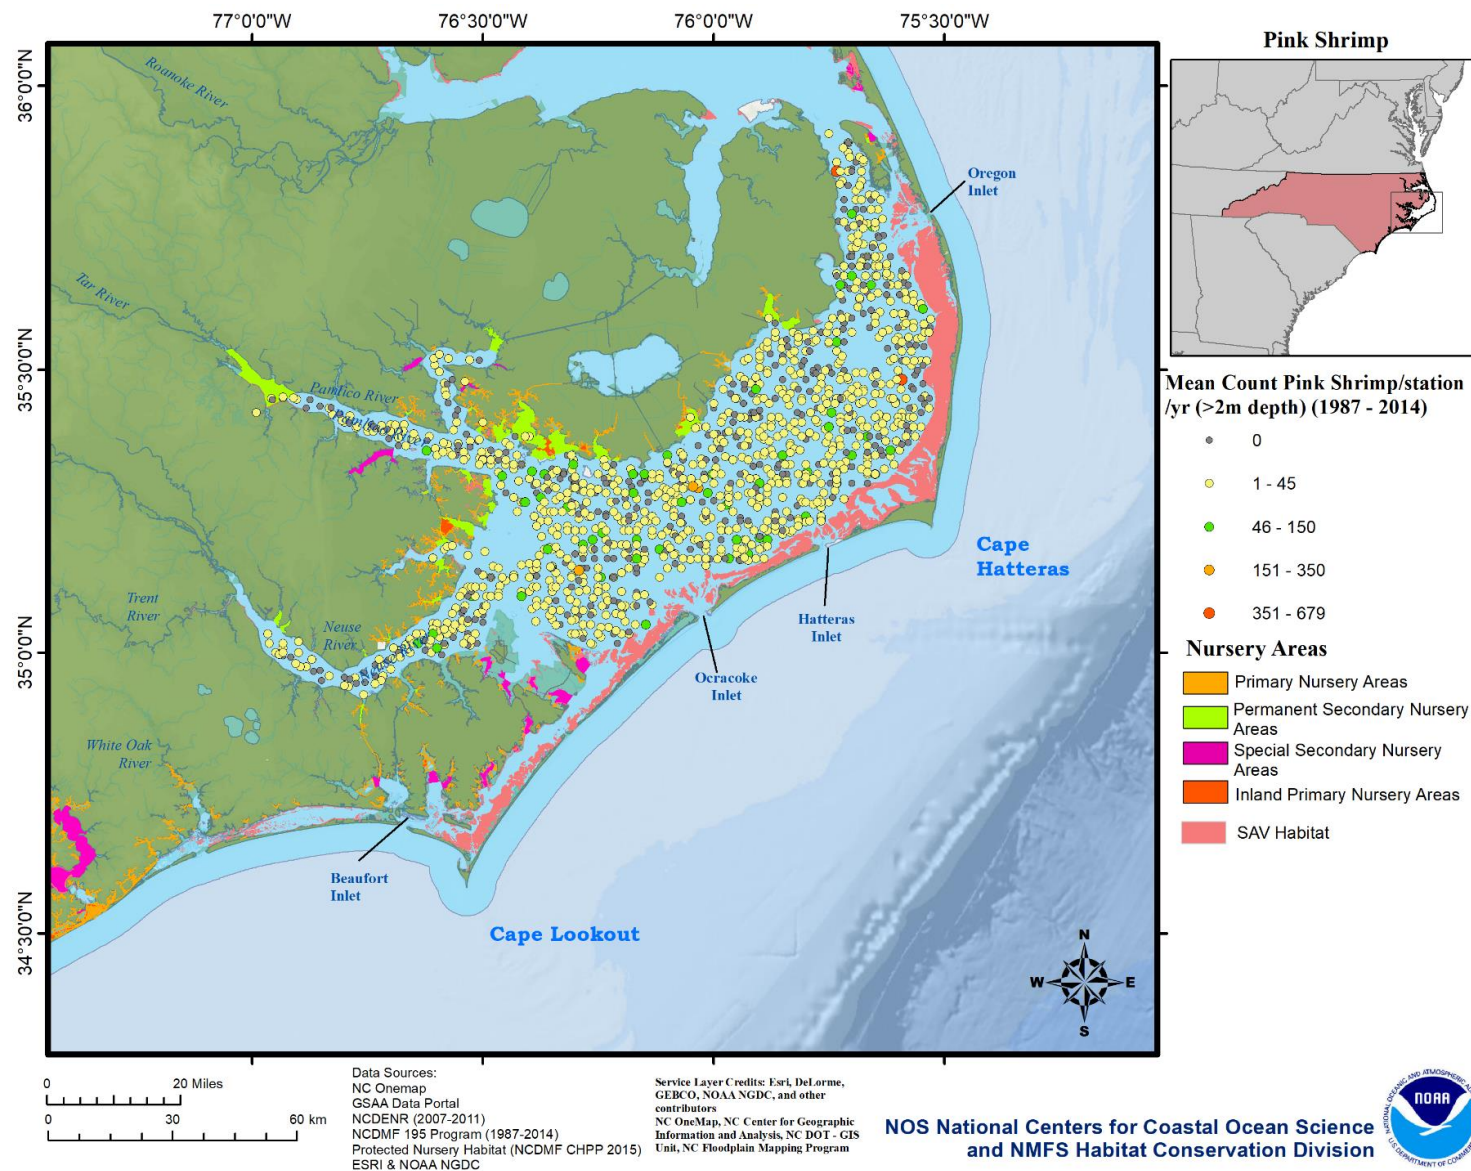 77°0'0"W
76°30'0"W
76°0'0"W
75°30'0"W
36°0'0"N
35°30'0"N
35°0'0"N
34°30'0"N
Roanoke River
Tar River
Pamlico River
Pamlico River
Trent
River
Neuse
River
White Oak
River
Oregon
Inlet
Cape
Hatteras
Hatteras
Inlet
Ocracoke
Inlet
Beaufort
Inlet
Cape Lookout
N
W
E
S
Pink Shrimp
Mean Count Pink Shrimp/station
/yr (>2m depth) (1987 - 2014)
0
1 - 45
46 - 150
151 - 350
351 - 679
Nursery Areas
Primary Nursery Areas
Permanent Secondary Nursery
Areas
Special Secondary Nursery
Areas
Inland Primary Nursery Areas
SAV Habitat
0 20 Miles
0 30 60 km
Data Sources:
NC Onemap
GSAA Data Portal
NCDENR (2007-2011)
NCDMF 195 Program (1987-2014)
Protected Nursery Habitat (NCDMF CHPP 2015)
ESRI & NOAA NGDC
Service Layer Credits: Esri, DeLorme,
GEBCO, NOAA NGDC, and other
contributors
NC OneMap, NC Center for Geographic
Information and Analysis, NC DOT - GIS
Unit, NC Floodplain Mapping Program
NOS National Centers for Coastal Ocean Science
and NMFS Habitat Conservation Division
NOAA